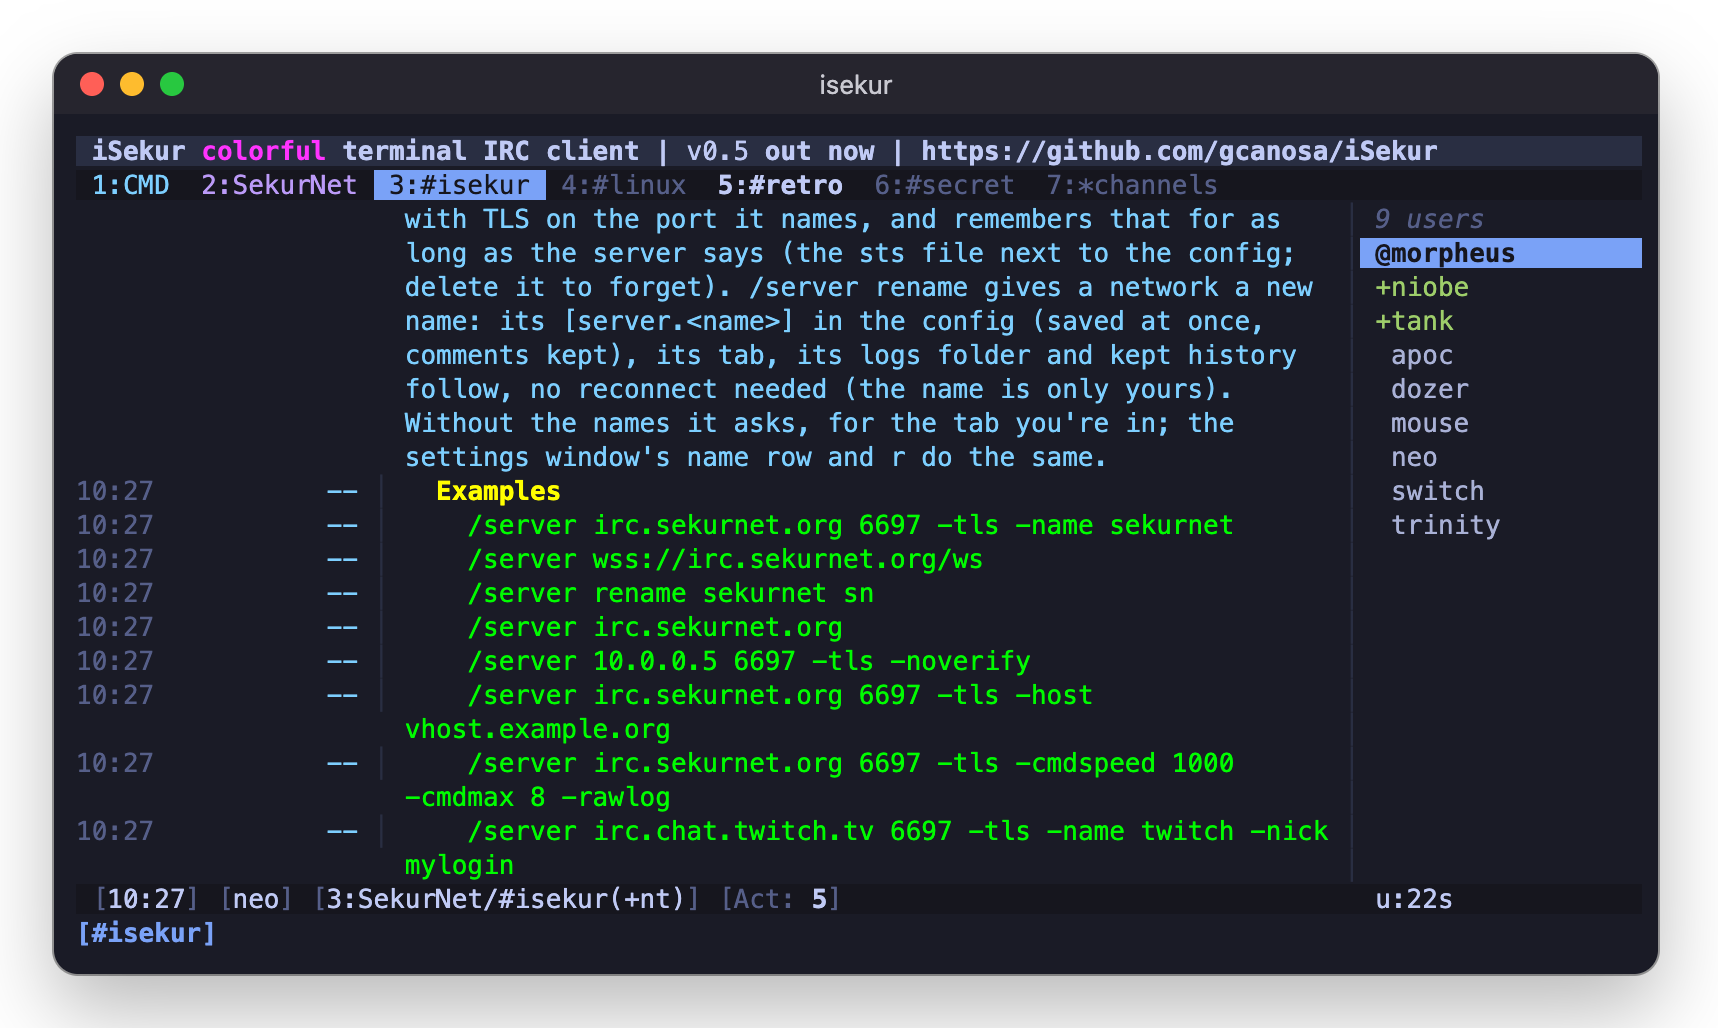 isekur
iSekur colorful terminal IRC client | v0.5 out now | https://github.com/gcanosa/iSekur
1:CMD 2:SekurNet 3:#isekur 4:#linux 5:#retro 6:#secret 7:*channels
with TLS on the port it names, and remembers that for as
long as the server says (the sts file next to the config;
delete it to forget). /server rename gives a network a new
name: its [server.<name>] in the config (saved at once,
comments kept), its tab, its logs folder and kept history
follow, no reconnect needed (the name is only yours).
Without the names it asks, for the tab you're in; the
settings window's name row and r do the same.
10:27 -- Examples
10:27 -- /server irc.sekurnet.org 6697 -tls -name sekurnet
10:27 -- /server wss://irc.sekurnet.org/ws
10:27 -- /server rename sekurnet sn
10:27 -- /server irc.sekurnet.org
10:27 -- /server 10.0.0.5 6697 -tls -noverify
10:27 -- /server irc.sekurnet.org 6697 -tls -host
vhost.example.org
10:27 -- /server irc.sekurnet.org 6697 -tls -cmdspeed 1000
-cmdmax 8 -rawlog
10:27 -- /server irc.chat.twitch.tv 6697 -tls -name twitch -nick
mylogin
9 users
@morpheus
+niobe
+tank
apoc
dozer
mouse
neo
switch
trinity
[10:27] [neo] [3:SekurNet/#isekur(+nt)] [Act: 5] u:22s
[#isekur]